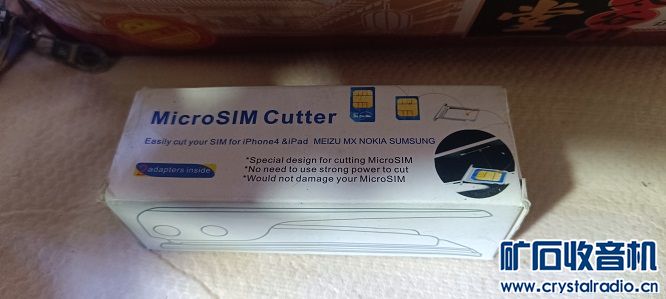 MicroSIM Cutter
Easily cut your SIM for iPhone4 &iPad MEIZU MX NOKIA SUMSUNG
*Special design for cutting MicroSIM
*No need to use strong power to cut
*Would not damage your MicroSIM
2 adapters inside
矿石收音机
www.crystalradio.cn